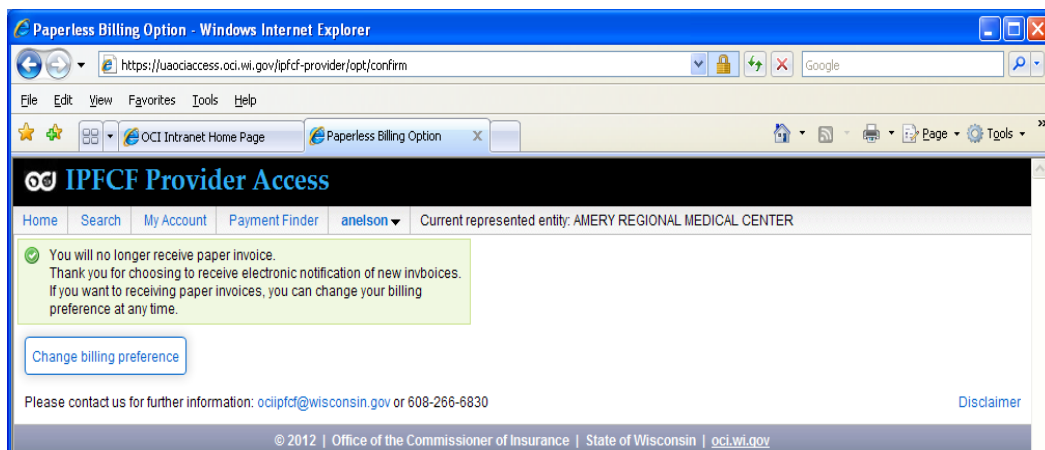 Paperless Billing Option - Windows Internet Explorer
https://uaociaccess.oci.wi.gov/ipfcf-provider/opt/confirm Google
File Edit View Favorites Tools Help
OCI Intranet Home Page Paperless Billing Option X Page Tools »
oci IPFCF Provider Access
Home Search My Account Payment Finder anelson Current represented entity: AMERY REGIONAL MEDICAL CENTER
You will no longer receive paper invoice.
Thank you for choosing to receive electronic notification of new invboices.
If you want to receiving paper invoices, you can change your billing
preference at any time.
Change billing preference
Please contact us for further information: ociipfcf@wisconsin.gov or 608-266-6830 Disclaimer
© 2012 | Office of the Commissioner of Insurance | State of Wisconsin | oci.wi.gov